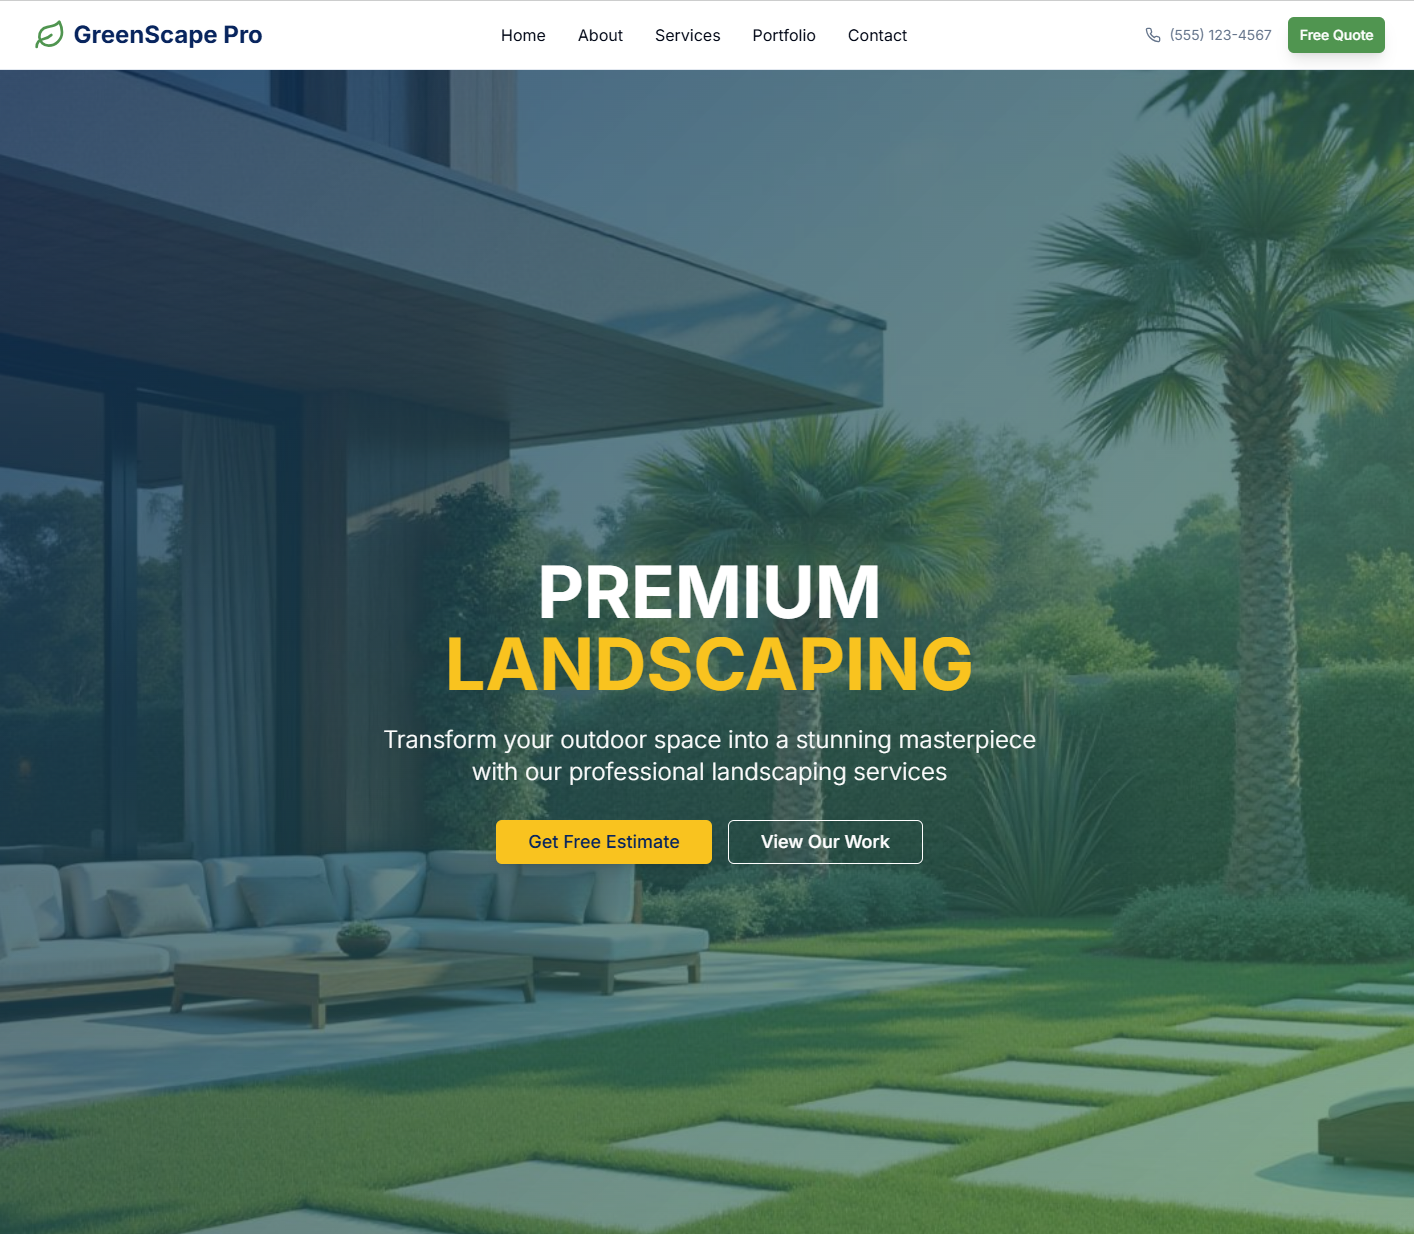 GreenScape Pro
Home About Services Portfolio Contact
(555) 123-4567
Free Quote
PREMIUM
LANDSCAPING
Transform your outdoor space into a stunning masterpiece
with our professional landscaping services
Get Free Estimate
View Our Work